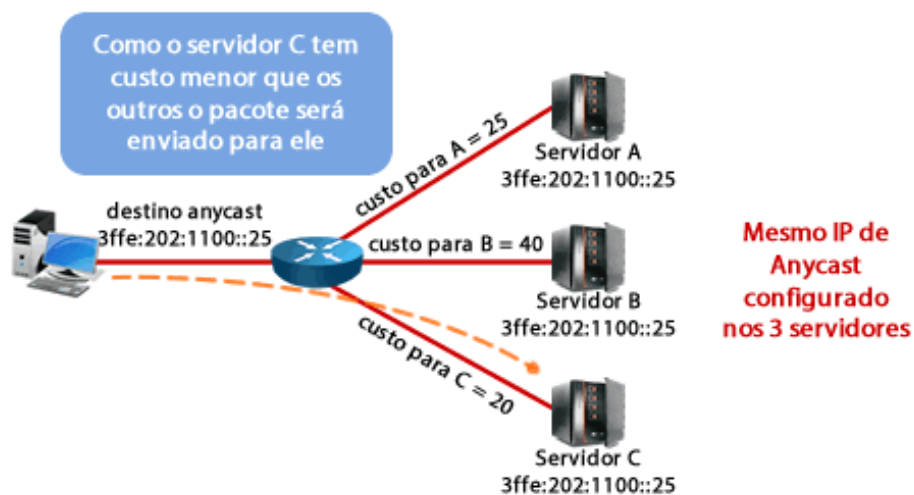 Como o servidor C tem
custo menor que os
outros o pacote será
enviado para ele
custo para A = 25
Servidor A
3ffe:202:1100::25
destino anycast
3ffe:202:1100::25
custo para B = 40
Servidor B
3ffe:202:1100::25
custo para C = 20
Servidor C
3ffe:202:1100::25
Mesmo IP de
Anycast
configurado
nos 3 servidores